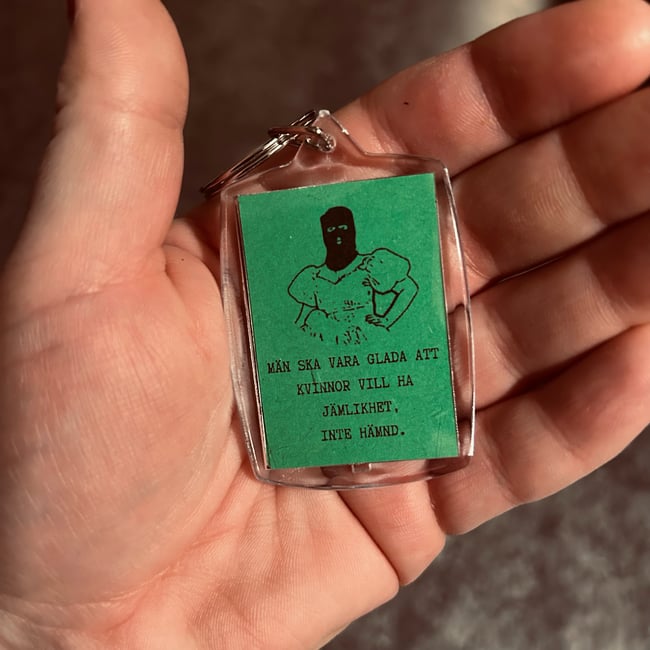 MÄN SKA VARA GLADA ATT
KVINNOR VILL HA
JÄMLIKHET,
INTE HÄMND.